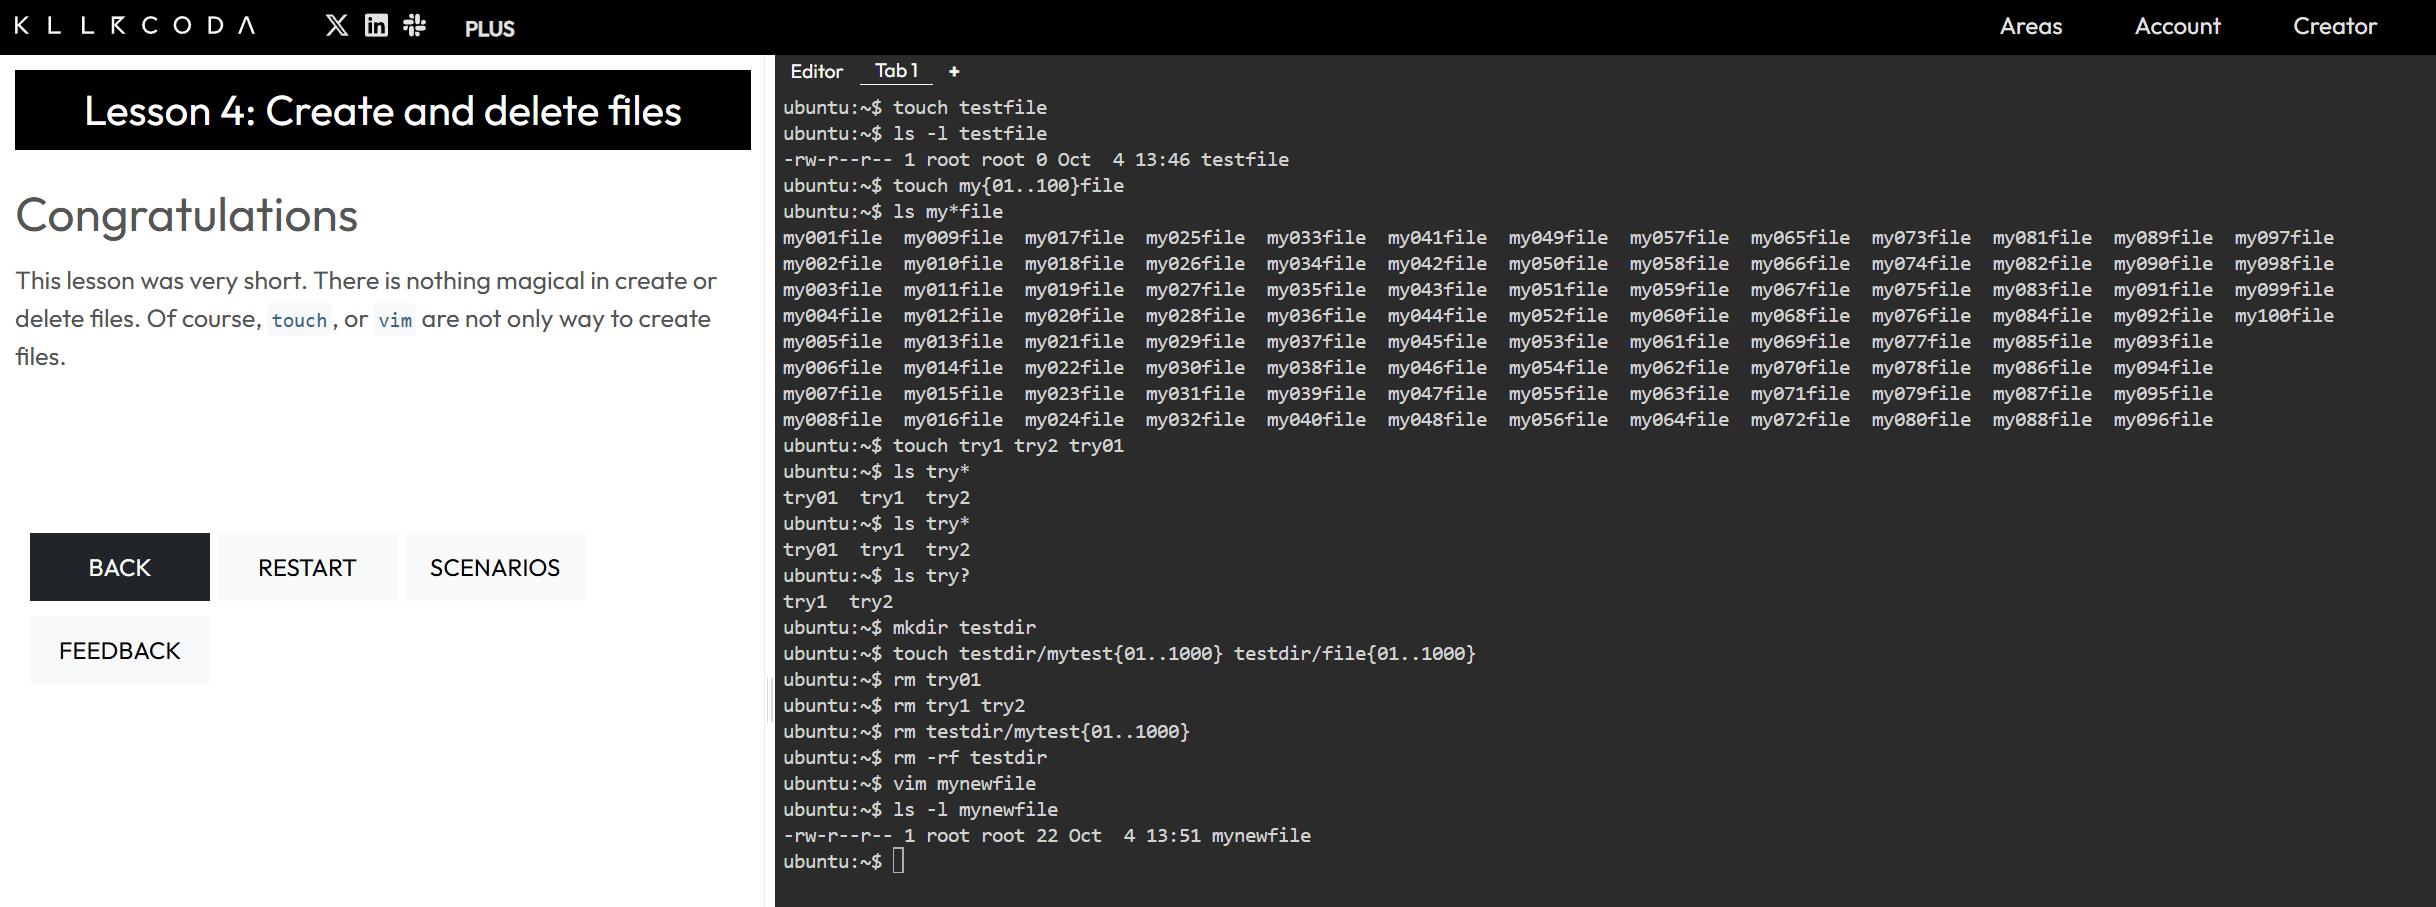 KLLRCODA PLUS Areas Account Creator
Lesson 4: Create and delete files
Congratulations
This lesson was very short. There is nothing magical in create or
delete files. Of course, touch, or vim are not only way to create
files.
BACK RESTART SCENARIOS
FEEDBACK
Editor Tab 1 +
ubuntu:~$ touch testfile
ubuntu:~$ ls -l testfile
-rw-r--r-- 1 root root 0 Oct  4 13:46 testfile
ubuntu:~$ touch my{01..100}file
ubuntu:~$ ls my*file
my001file  my009file  my017file  my025file  my033file  my041file  my049file  my057file  my065file  my073file  my081file  my089file  my097file
my002file  my010file  my018file  my026file  my034file  my042file  my050file  my058file  my066file  my074file  my082file  my090file  my098file
my003file  my011file  my019file  my027file  my035file  my043file  my051file  my059file  my067file  my075file  my083file  my091file  my099file
my004file  my012file  my020file  my028file  my036file  my044file  my052file  my060file  my068file  my076file  my084file  my092file  my100file
my005file  my013file  my021file  my029file  my037file  my045file  my053file  my061file  my069file  my077file  my085file  my093file
my006file  my014file  my022file  my030file  my038file  my046file  my054file  my062file  my070file  my078file  my086file  my094file
my007file  my015file  my023file  my031file  my039file  my047file  my055file  my063file  my071file  my079file  my087file  my095file
my008file  my016file  my024file  my032file  my040file  my048file  my056file  my064file  my072file  my080file  my088file  my096file
ubuntu:~$ touch try1 try2 try01
ubuntu:~$ ls try*
try01  try1  try2
ubuntu:~$ ls try*
try01  try1  try2
ubuntu:~$ ls try?
try1  try2
ubuntu:~$ mkdir testdir
ubuntu:~$ touch testdir/mytest{01..1000} testdir/file{01..1000}
ubuntu:~$ rm try01
ubuntu:~$ rm try1 try2
ubuntu:~$ rm testdir/mytest{01..1000}
ubuntu:~$ rm -rf testdir
ubuntu:~$ vim mynewfile
ubuntu:~$ ls -l mynewfile
-rw-r--r-- 1 root root 22 Oct  4 13:51 mynewfile
ubuntu:~$